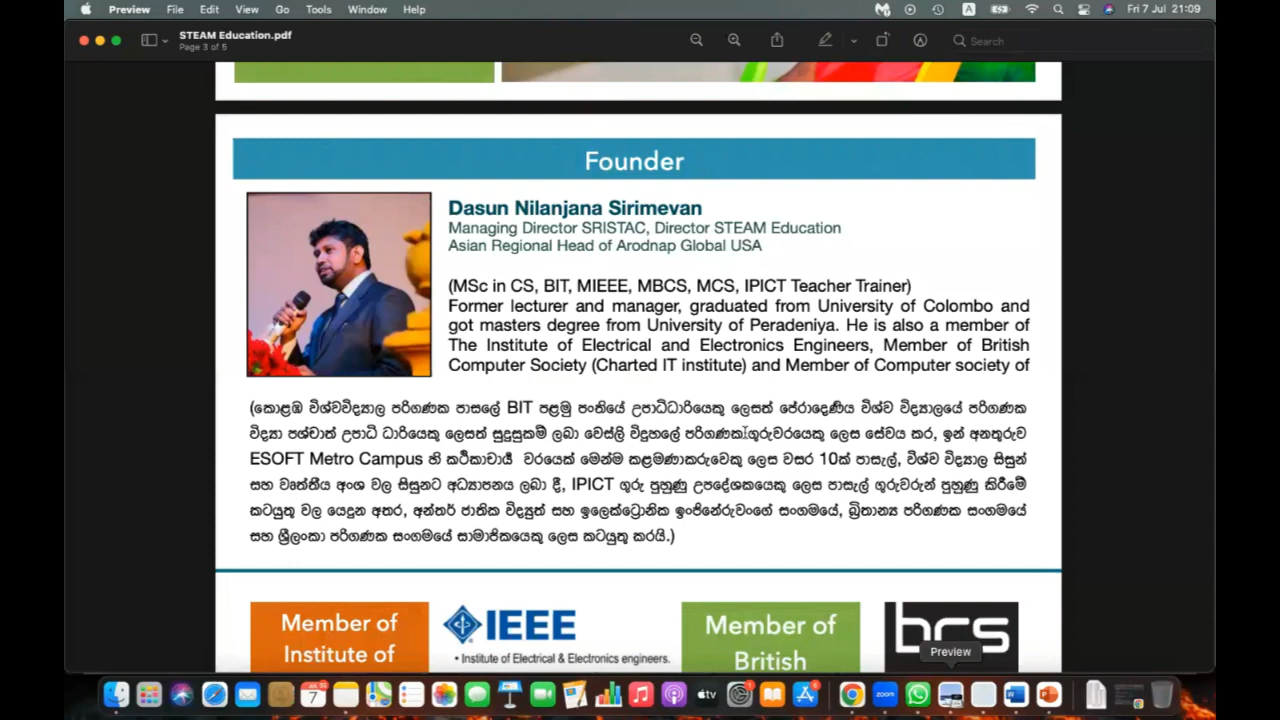 Preview File Edit View Go Tools Window Help
A
Fri 7 Jul 21:09
STEAM Education.pdf
Page 3 of 5
Search
Founder
Dasun Nilanjana Sirimevan
Managing Director SRISTAC, Director STEAM Education
Asian Regional Head of Arodnap Global USA
(MSc in CS, BIT, MIEEE, MBCS, MCS, IPICT Teacher Trainer)
Former lecturer and manager, graduated from University of Colombo and
got masters degree from University of Peradeniya. He is also a member of
The Institute of Electrical and Electronics Engineers, Member of British
Computer Society (Charted IT institute) and Member of Computer society of
(කොළඹ විශ්වවිද්‍යාල පරිගණක පාසලේ BIT පළමු පංතියේ උපාධිධාරියෙකු ලෙසත් පේරාදෙණිය විශ්ව විද්‍යාලයේ පරිගණක
විද්‍යා පශ්චාත් උපාධි ධාරියෙකු ලෙසත් සුදුසුකම් ලබා වෙස්ලි විදුහලේ පරිගණක ගුරුවරයෙකු ලෙස සේවය කර, ඉන් අනතුරුව
ESOFT Metro Campus හි කථිකාචාර්ය වරයෙක් මෙන්ම කළමණාකරුවෙකු ලෙස වසර 10ක් පාසැල්, විශ්ව විද්‍යාල සිසුන්
සහ වෘත්තීය අංශ වල සිසුනට අධ්‍යාපනය ලබා දී, IPICT ගුරු පුහුණු උපදේශකයෙකු ලෙස පාසැල් ගුරුවරුන් පුහුණු කිරීමේ
කටයුතු වල යෙදුන අතර, අන්තර් ජාතික විද්‍යුත් සහ ඉලෙක්ට්‍රොනික ඉංජිනේරුවංගේ සංගමයේ, බ්‍රිතාන්‍ය පරිගණක සංගමයේ
සහ ශ්‍රීලංකා පරිගණක සංගමයේ සාමාජිකයෙකු ලෙස කටයුතු කරයි.)
Member of
Institute of
IEEE
• Institute of Electrical & Electronics engineers.
Member of
British
bcs
Preview
7
zoom
tv